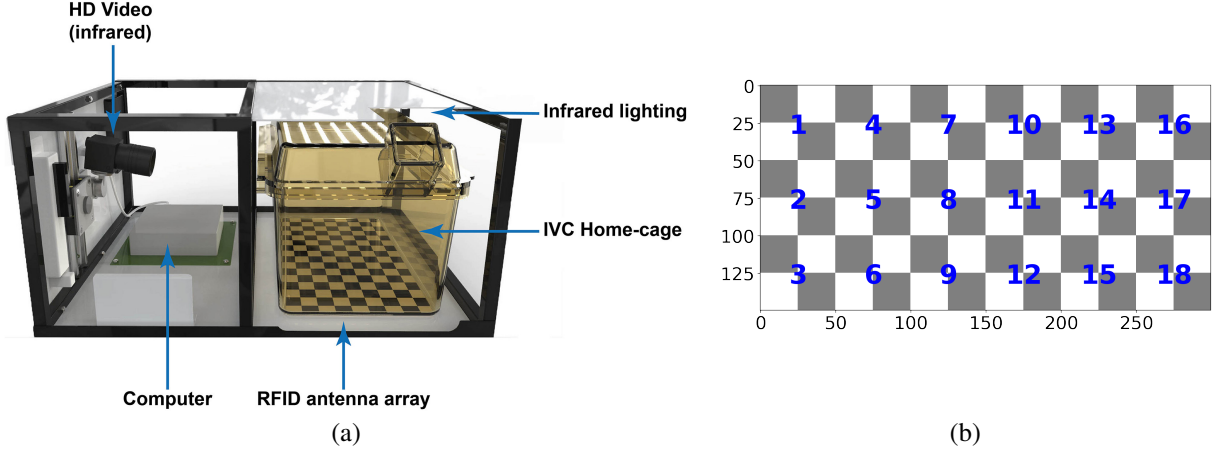 HD Video
(infrared)
Infrared lighting
IVC Home-cage
Computer
RFID antenna array
(a)
0
25
50
75
100
125
1 4 7 10 13 16
2 5 8 11 14 17
3 6 9 12 15 18
0 50 100 150 200 250
(b)